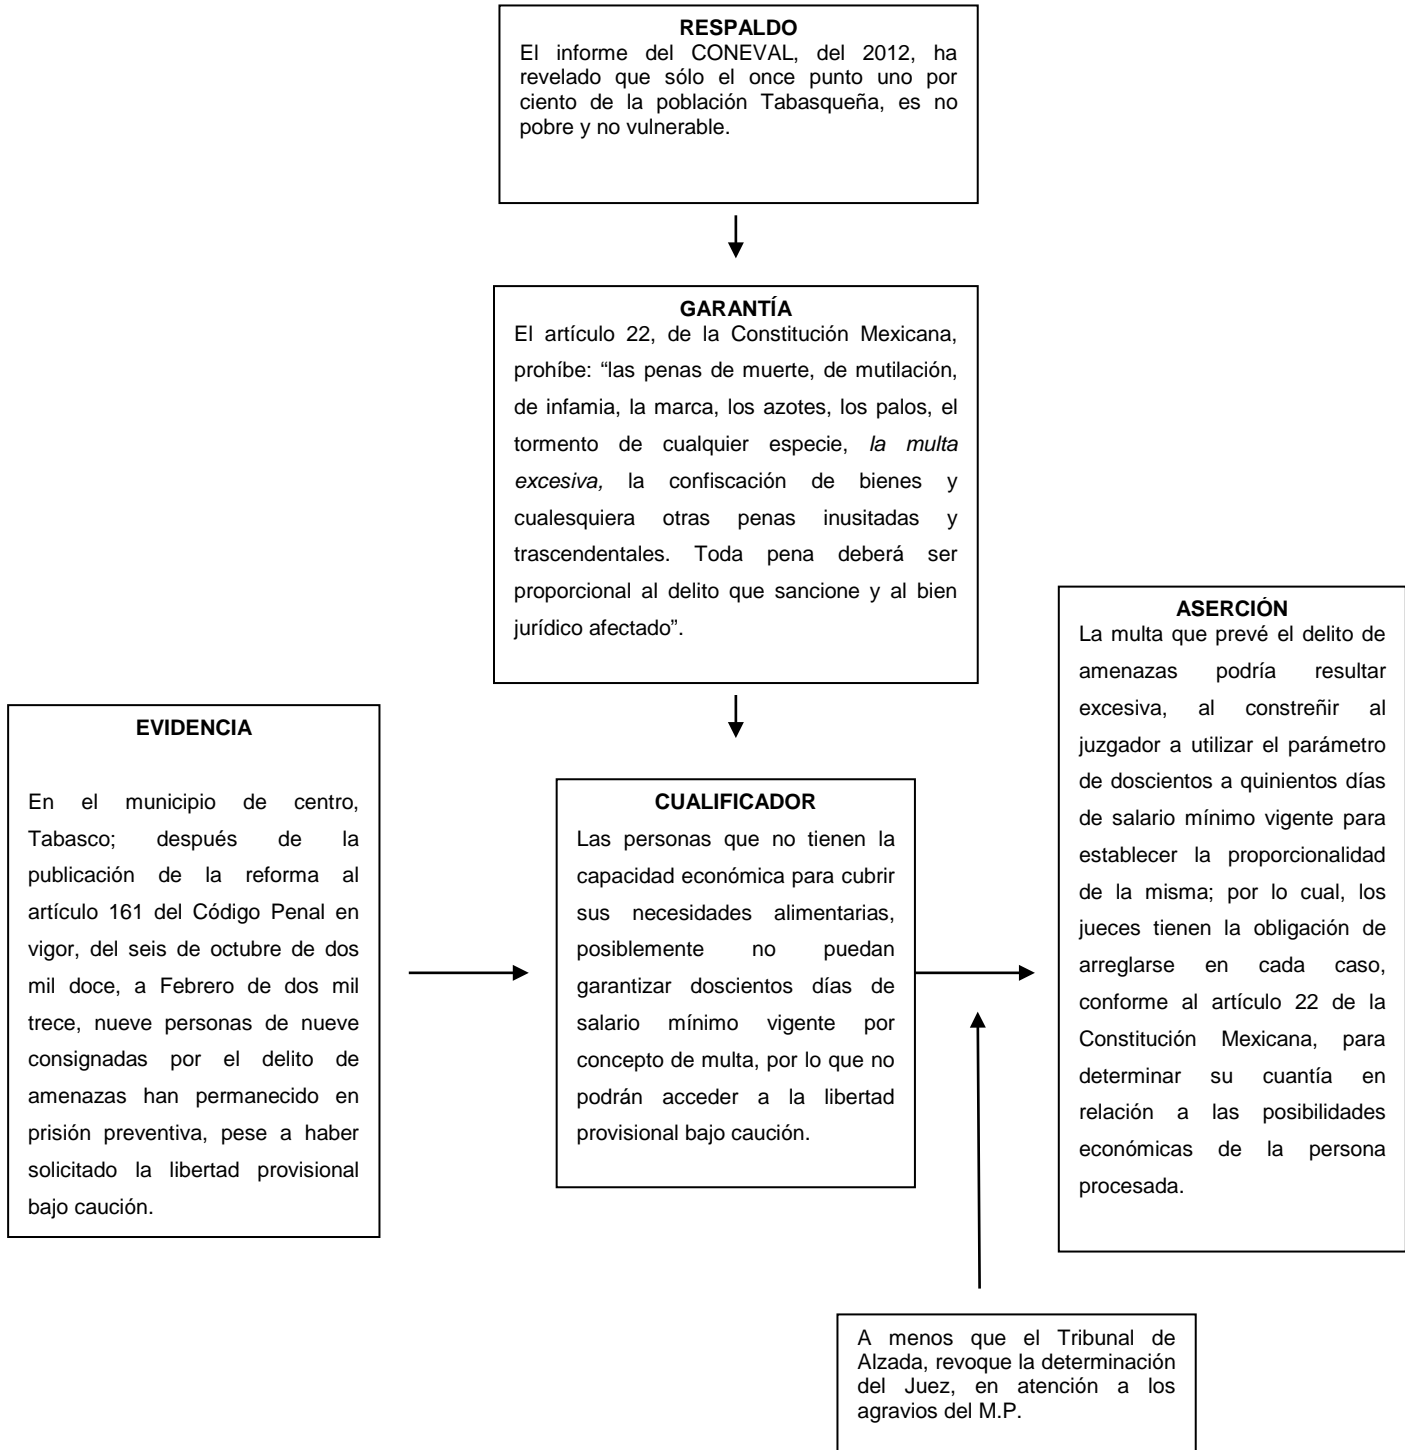 RESPALDO
El informe del CONEVAL, del 2012, ha
revelado que sólo el once punto uno por
ciento de la población Tabasqueña, es no
pobre y no vulnerable.
GARANTÍA
El artículo 22, de la Constitución Mexicana,
prohíbe: “las penas de muerte, de mutilación,
de infamia, la marca, los azotes, los palos, el
tormento de cualquier especie, la multa
excesiva, la confiscación de bienes y
cualesquiera otras penas inusitadas y
trascendentales. Toda pena deberá ser
proporcional al delito que sancione y al bien
jurídico afectado”.
EVIDENCIA
En el municipio de centro,
Tabasco; después de la
publicación de la reforma al
artículo 161 del Código Penal en
vigor, del seis de octubre de dos
mil doce, a Febrero de dos mil
trece, nueve personas de nueve
consignadas por el delito de
amenazas han permanecido en
prisión preventiva, pese a haber
solicitado la libertad provisional
bajo caución.
CUALIFICADOR
Las personas que no tienen la
capacidad económica para cubrir
sus necesidades alimentarias,
posiblemente no puedan
garantizar doscientos días de
salario mínimo vigente por
concepto de multa, por lo que no
podrán acceder a la libertad
provisional bajo caución.
ASERCIÓN
La multa que prevé el delito de
amenazas podría resultar
excesiva, al constreñir al
juzgador a utilizar el parámetro
de doscientos a quinientos días
de salario mínimo vigente para
establecer la proporcionalidad
de la misma; por lo cual, los
jueces tienen la obligación de
arreglarse en cada caso,
conforme al artículo 22 de la
Constitución Mexicana, para
determinar su cuantía en
relación a las posibilidades
económicas de la persona
procesada.
A menos que el Tribunal de
Alzada, revoque la determinación
del Juez, en atención a los
agravios del M.P.